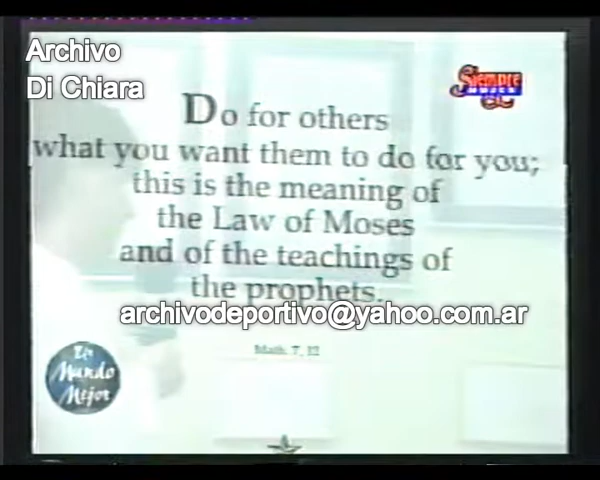 Archivo
Di Chiara
Siempre
Do for others
what you want them to do for you;
this is the meaning of
the Law of Moses
and of the teachings of
the prophets.
archivodeportivo@yahoo.com.ar
Math. 7, 12
Un
Mundo
Mejor